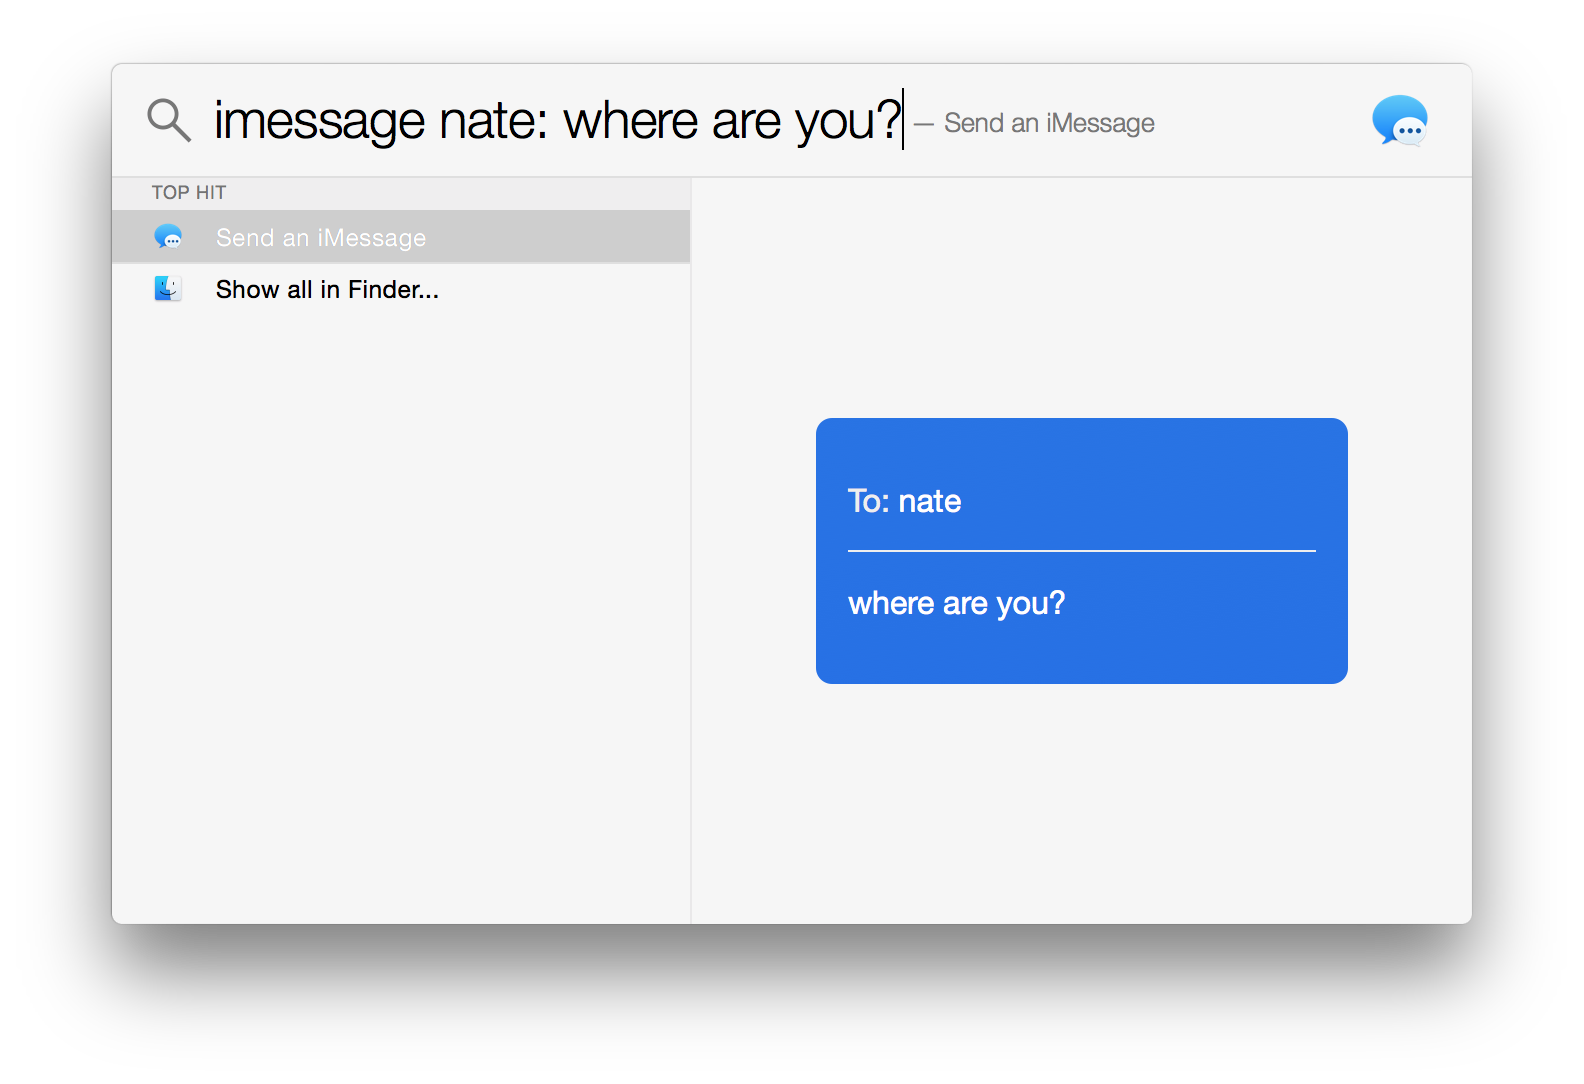 imessage nate: where are you? — Send an iMessage
TOP HIT
Send an iMessage
Show all in Finder...
To: nate
where are you?